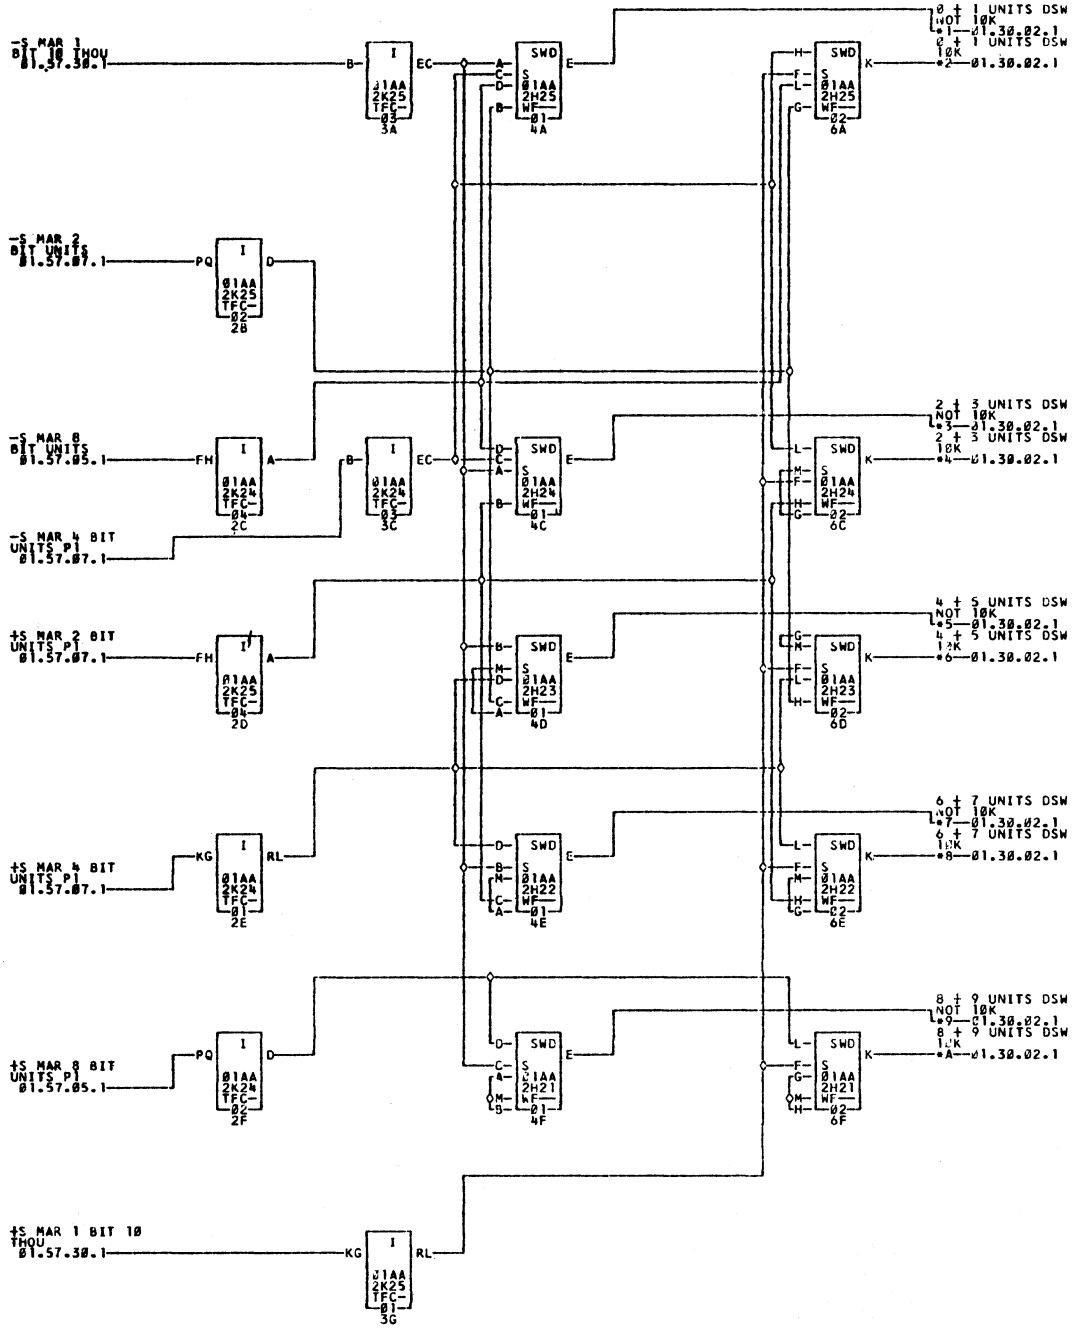 0 + 1 UNITS DSW
NOT 10K
*1—01.30.02.1
0 + 1 UNITS DSW
10K
*2—01.30.02.1
-S MAR 1
BIT 10 THOU
01.57.30.1
B
I
EC
01AA
2K25
TFC-
03
3A
A
C
D
B
SWD
S
E
01AA
2H25
WF
01
4A
H
F
L
G
SWD
S
K
01AA
2H25
WF
02
6A
-S MAR 2
BIT UNITS
01.57.07.1
PQ
I
D
01AA
2K25
TFC-
02
2B
2 + 3 UNITS DSW
NOT 10K
*3—01.30.02.1
2 + 3 UNITS DSW
10K
*4—01.30.02.1
-S MAR 8
BIT UNITS
01.57.05.1
FH
I
A
01AA
2K24
TFC-
04
2C
B
I
EC
01AA
2K24
TFC-
03
3C
D
C
A
B
SWD
S
E
01AA
2H24
WF
01
4C
L
M
F
H
G
SWD
S
K
01AA
2H24
WF
02
6C
-S MAR 4 BIT
UNITS P1
01.57.07.1
4 + 5 UNITS DSW
NOT 10K
*5—01.30.02.1
4 + 5 UNITS DSW
10K
*6—01.30.02.1
+S MAR 2 BIT
UNITS P1
01.57.07.1
FH
I
A
01AA
2K25
TFC-
04
2D
B
M
D
C
A
SWD
S
E
01AA
2H23
WF
01
4D
G
M
F
L
H
SWD
S
K
01AA
2H23
WF
02
6D
6 + 7 UNITS DSW
NOT 10K
*7—01.30.02.1
6 + 7 UNITS DSW
10K
*8—01.30.02.1
+S MAR 4 BIT
UNITS P1
01.57.07.1
KG
I
RL
01AA
2K24
TFC-
01
2E
D
B
M
C
A
SWD
S
E
01AA
2H22
WF
01
4E
L
F
M
H
G
SWD
S
K
01AA
2H22
WF
02
6E
8 + 9 UNITS DSW
NOT 10K
*9—01.30.02.1
8 + 9 UNITS DSW
10K
*A—01.30.02.1
+S MAR 8 BIT
UNITS P1
01.57.05.1
PQ
I
D
01AA
2K24
TFC-
02
2F
D
C
A
M
B
SWD
S
E
01AA
2H21
WF
01
4F
L
F
G
M
H
SWD
S
K
01AA
2H21
WF
02
6F
+S MAR 1 BIT 10
THOU
01.57.30.1
KG
I
RL
01AA
2K25
TFC-
01
3G